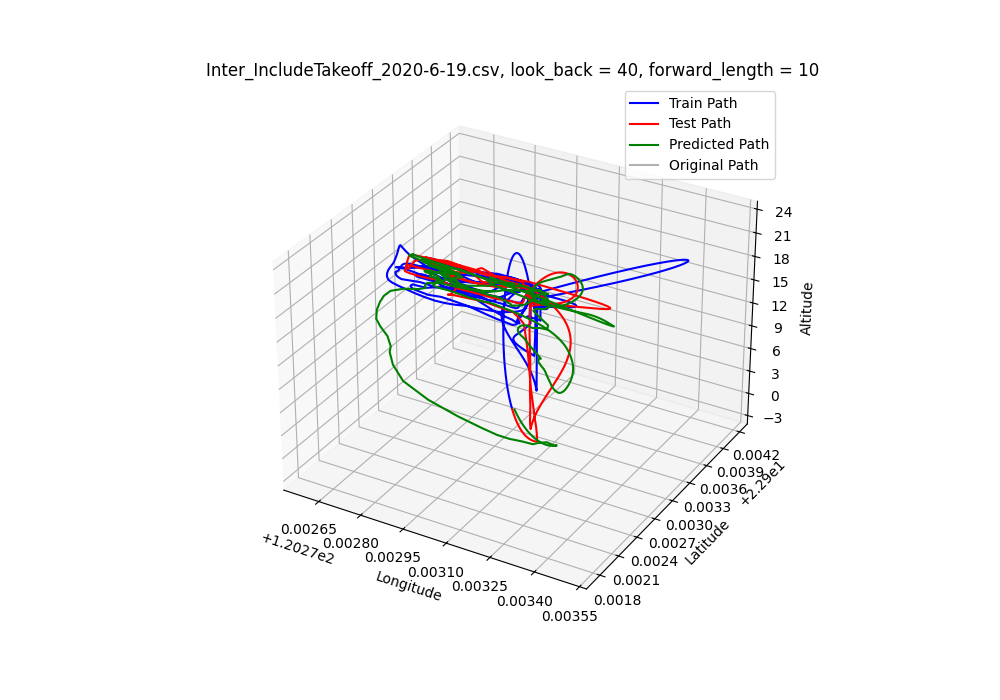 Inter_IncludeTakeoff_2020-6-19.csv, look_back = 40, forward_length = 10
Train Path
Test Path
Predicted Path
Original Path
24
21
18
15
12
9
6
3
0
−3
Altitude
0.0042
0.0039
0.0036
0.0033
0.0030
0.0027
0.0024
0.0021
0.0018
+2.29e1
Latitude
0.00265
0.00280
0.00295
0.00310
0.00325
0.00340
0.00355
+1.2027e2
Longitude